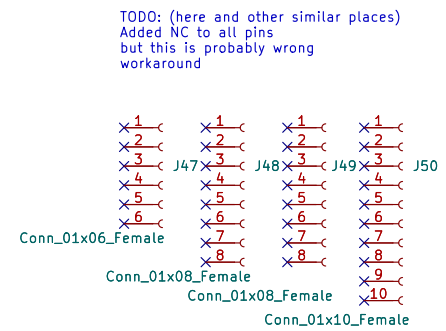 TODO: (here and other similar places)
Added NC to all pins
but this is probably wrong
workaround
1 1 1 1
2 2 2 2
3 J47 3 J48 3 J49 3 J50
4 4 4 4
5 5 5 5
6 6 6 6
Conn_01x06_Female 7 7 7
8 8 8
Conn_01x08_Female 9
Conn_01x08_Female 10
Conn_01x10_Female